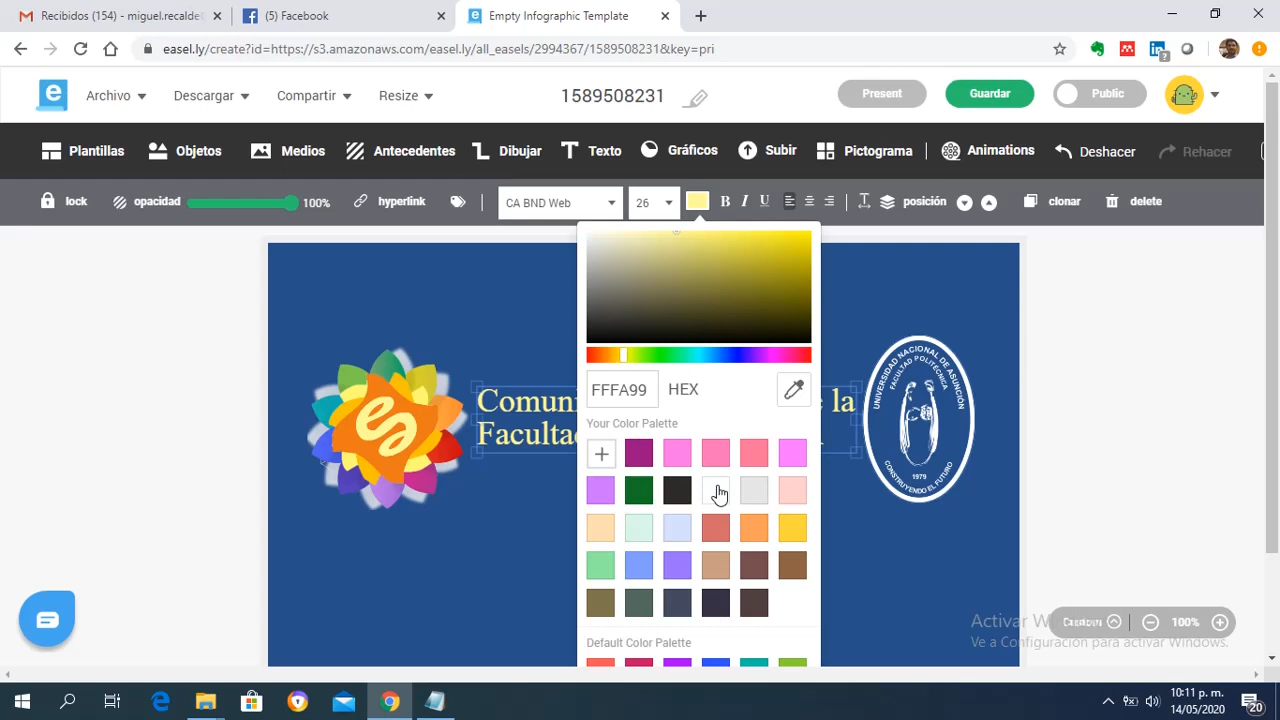 Recibidos (154) - miguel.recalde
(5) Facebook
Empty Infographic Template
easel.ly/create?id=https://s3.amazonaws.com/easel.ly/all_easels/2994367/1589508231&key=pri
Archivo
Descargar
Compartir
Resize
1589508231
Present
Guardar
Public
Plantillas
Objetos
Medios
Antecedentes
Dibujar
Texto
Gráficos
Subir
Pictograma
Animations
Deshacer
Rehacer
lock
opacidad
100%
hyperlink
CA BND Web
26
B I U
posición
clonar
delete
FFFA99
HEX
Your Color Palette
Default Color Palette
Comuni
e la
Faculta
UNIVERSIDAD NACIONAL DE ASUNCIÓN
FACULTAD POLITÉCNICA
1979
CONSTRUYENDO EL FUTURO
Activar
Custom
100%
Ve a Configuración para activar Windows.
10:11 p. m.
14/05/2020
20